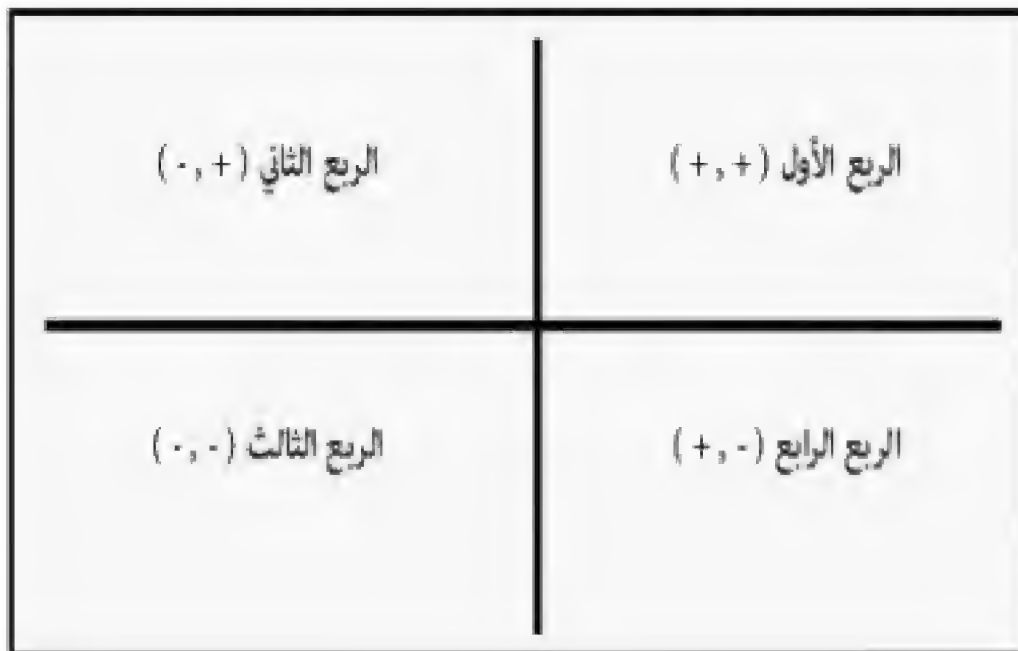 الربع الأول (+ , +)
الربع الثاني (- , +)
الربع الثالث (- , -)
الربع الرابع (+ , -)